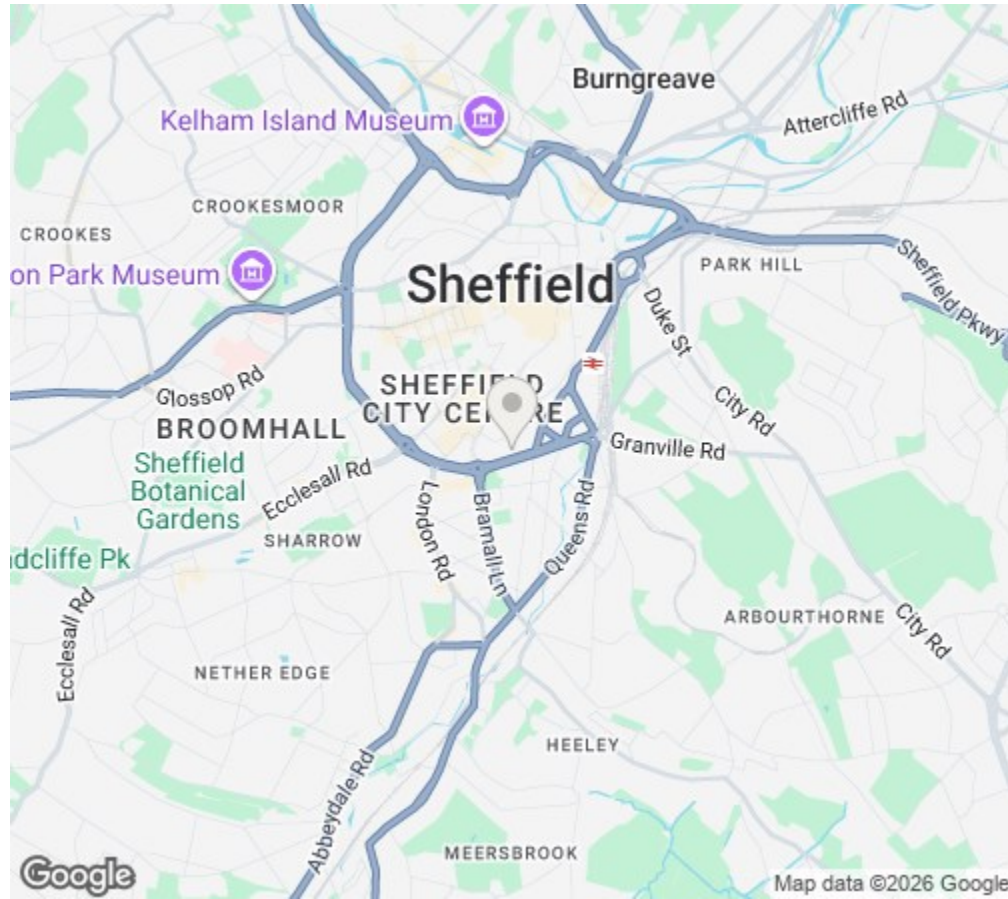 Burngreave
Kelham Island Museum
Attercliffe Rd
CROOKESMOOR
CROOKES
on Park Museum
PARK HILL
Sheffield Pkwy
Sheffield
Duke St
SHEFFIELD
CITY CENTRE
City Rd
Glossop Rd
BROOMHALL
Granville Rd
Sheffield
Botanical
Gardens
Ecclesall Rd
London Rd
Bramall Ln
Queens Rd
SHARROW
dcliffe Pk
Ecclesall Rd
ARBOURTHORNE
City Rd
NETHER EDGE
HEELEY
Abbeydale Rd
MEERSBROOK
Google
Map data ©2026 Google